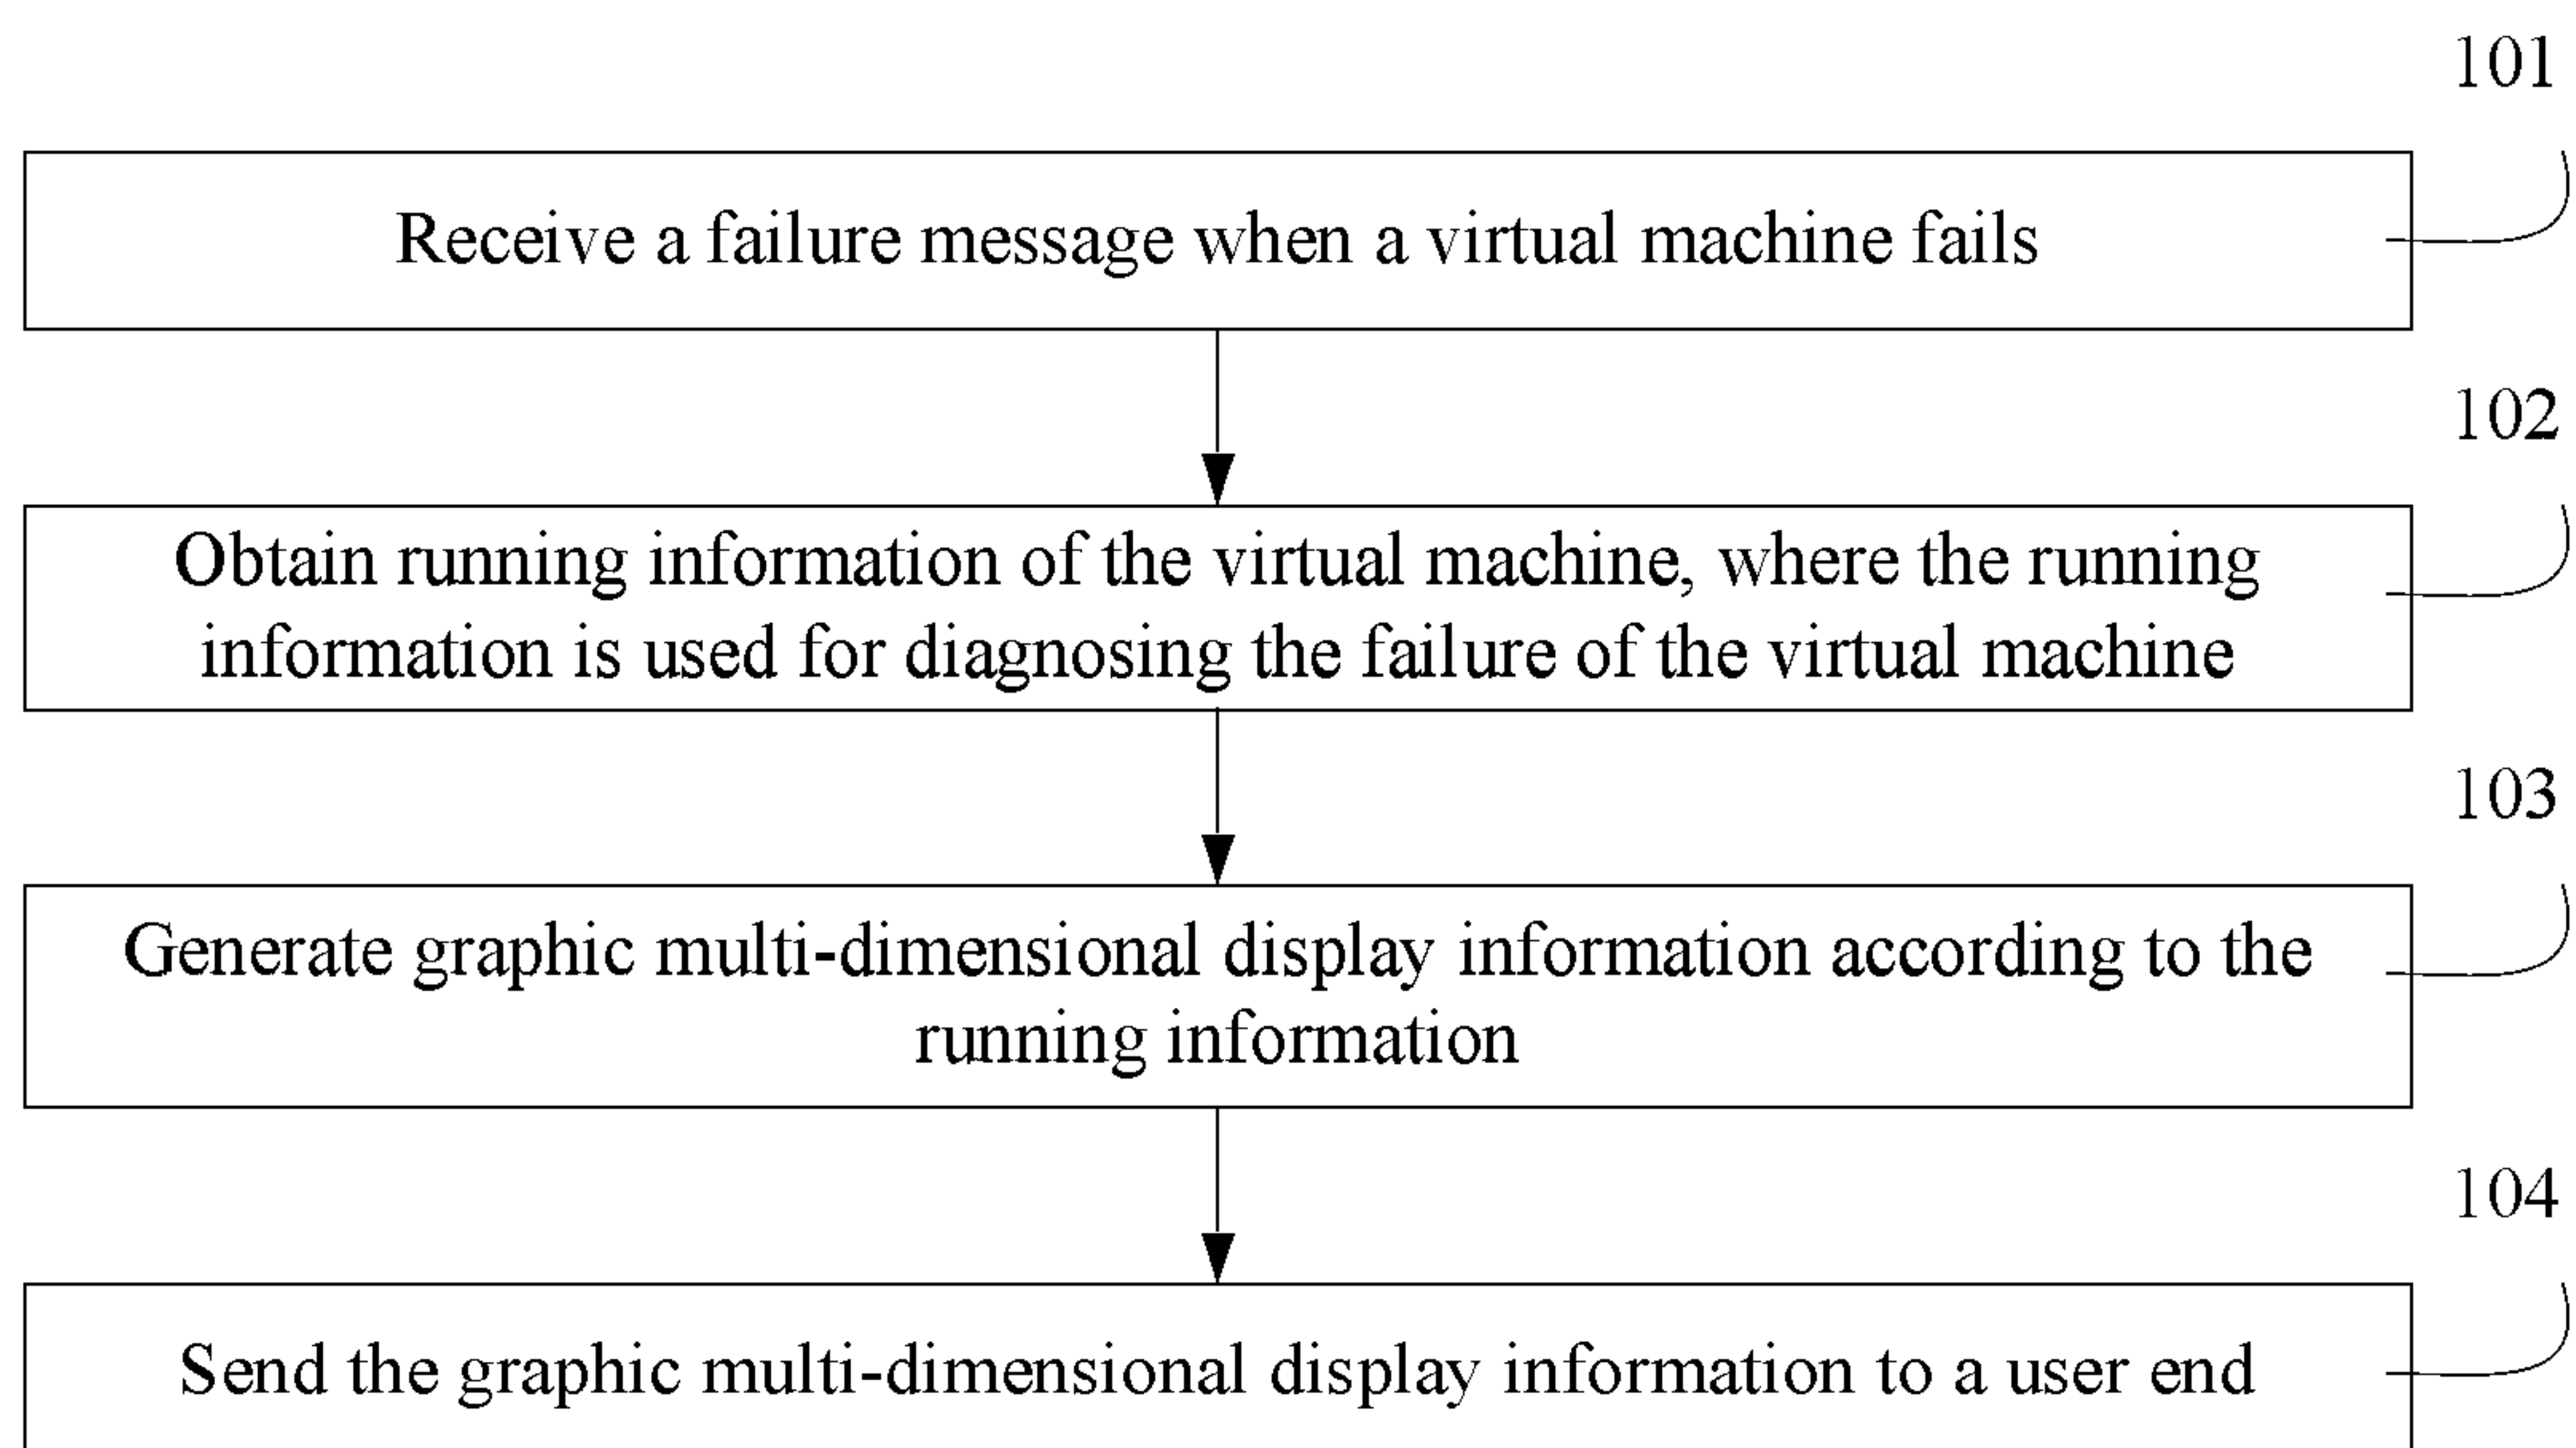 101
Receive a failure message when a virtual machine fails
102
Obtain running information of the virtual machine, where the running
information is used for diagnosing the failure of the virtual machine
103
Generate graphic multi-dimensional display information according to the
running information
104
Send the graphic multi-dimensional display information to a user end